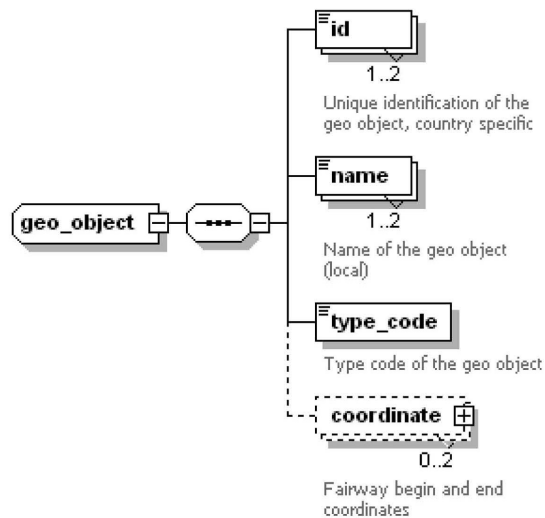 id
1..2
Unique identification of the
geo object, country specific
name
1..2
Name of the geo object
(local)
geo_object
type_code
Type code of the geo object
coordinate
0..2
Fairway begin and end
coordinates